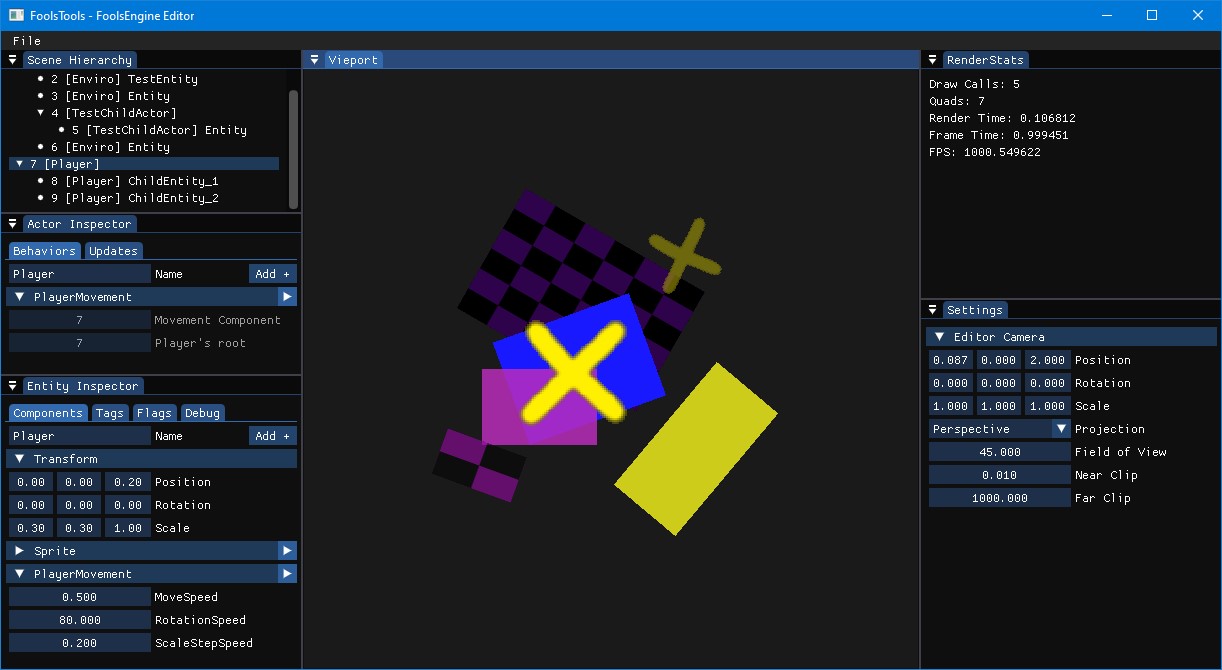 FoolsTools - FoolsEngine Editor
File
Scene Hierarchy
2 [Enviro] TestEntity
3 [Enviro] Entity
4 [TestChildActor]
5 [TestChildActor] Entity
6 [Enviro] Entity
7 [Player]
8 [Player] ChildEntity_1
9 [Player] ChildEntity_2
Actor Inspector
Behaviors Updates
Player Name Add +
PlayerMovement
7 Movement Component
7 Player's root
Entity Inspector
Components Tags Flags Debug
Player Name Add +
Transform
0.00 0.00 0.20 Position
0.00 0.00 0.00 Rotation
0.30 0.30 1.00 Scale
Sprite
PlayerMovement
0.500 MoveSpeed
80.000 RotationSpeed
0.200 ScaleStepSpeed
Vieport
RenderStats
Draw Calls: 5
Quads: 7
Render Time: 0.106812
Frame Time: 0.999451
FPS: 1000.549622
Settings
Editor Camera
0.087 0.000 2.000 Position
0.000 0.000 0.000 Rotation
1.000 1.000 1.000 Scale
Perspective Projection
45.000 Field of View
0.010 Near Clip
1000.000 Far Clip